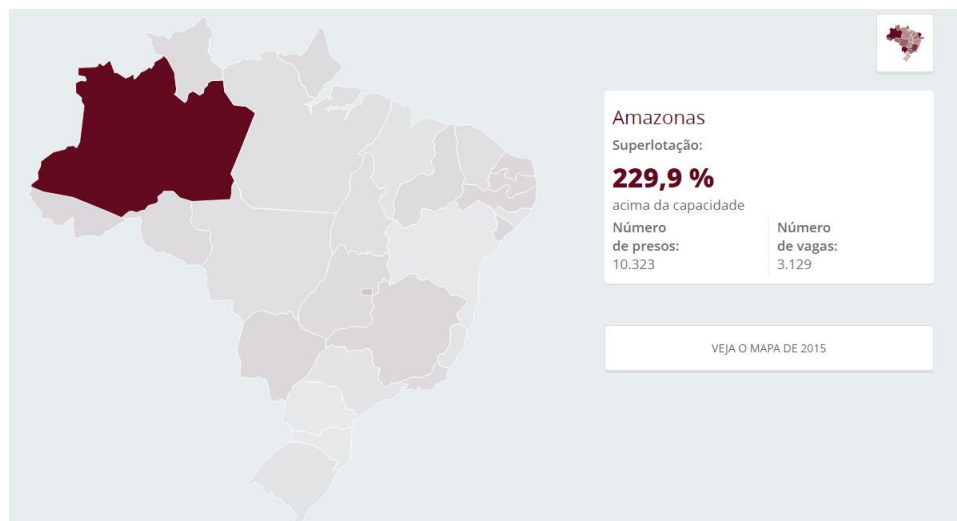 Amazonas
Superlotação:
229,9 %
acima da capacidade
Número
de presos:
10.323
Número
de vagas:
3.129
VEJA O MAPA DE 2015